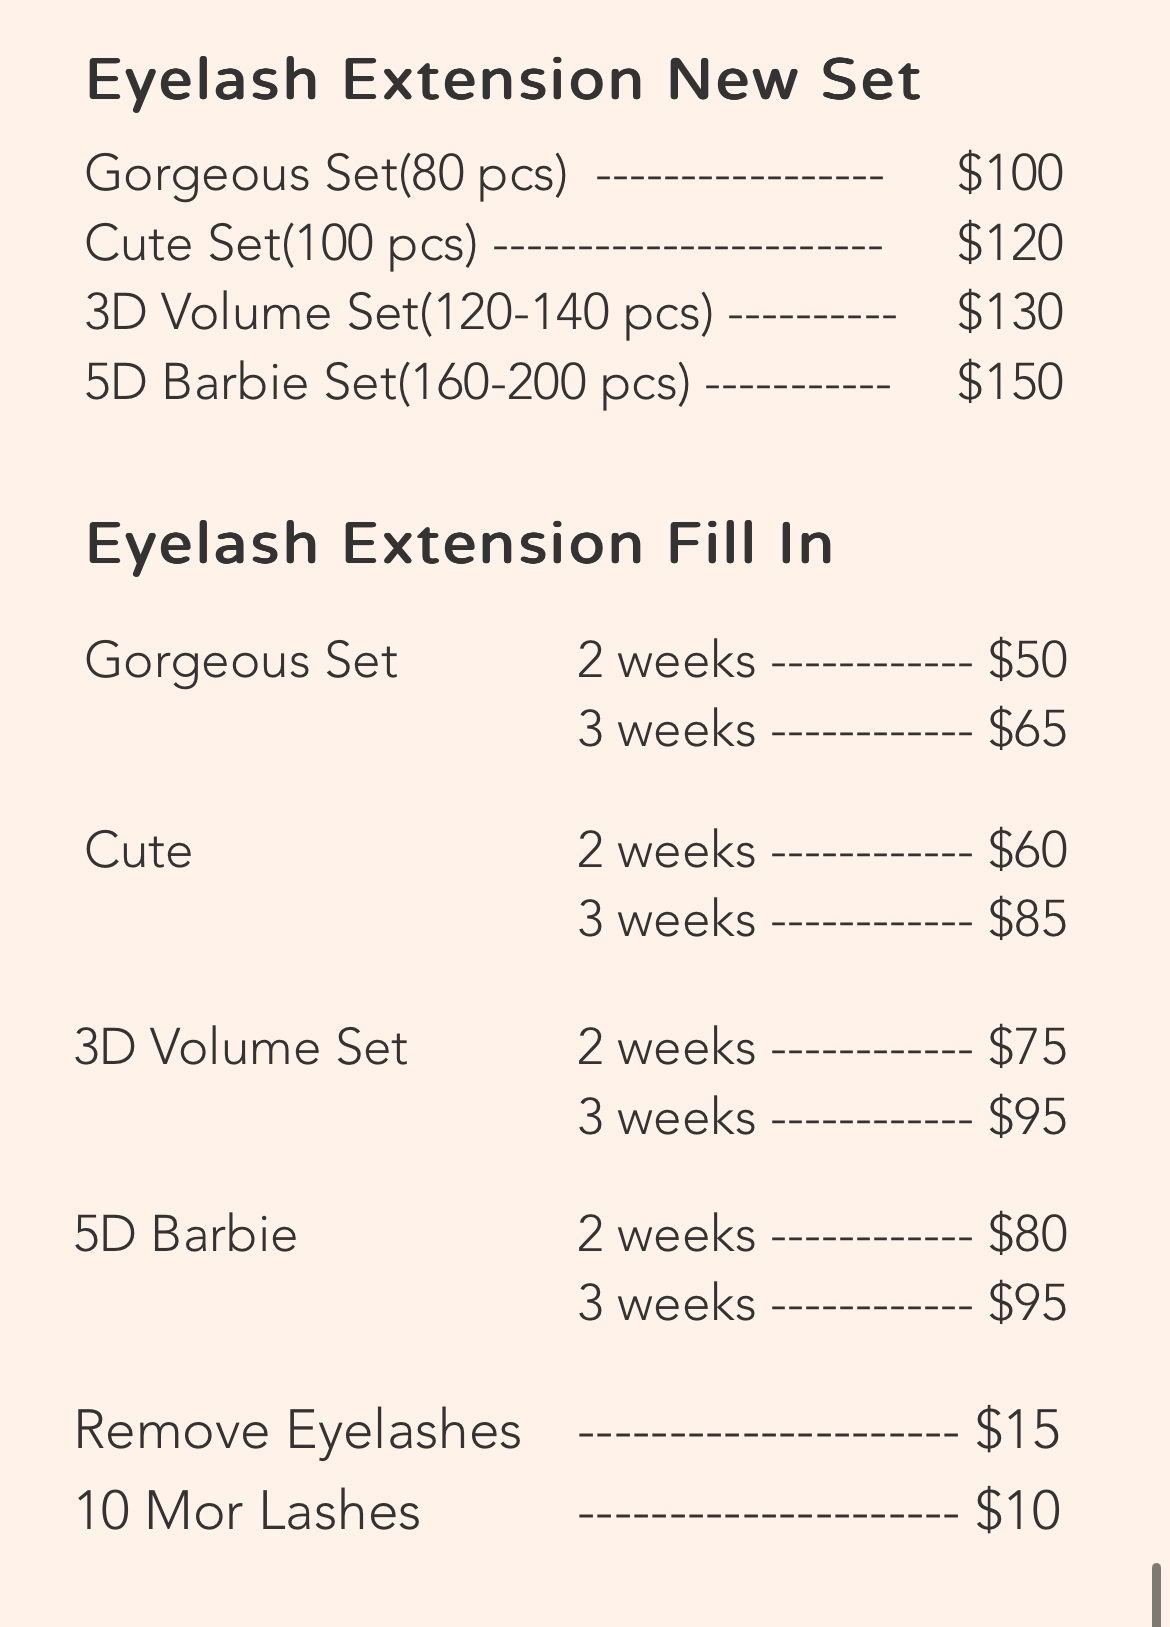 Eyelash Extension New Set
Gorgeous Set(80 pcs) ---------------- $100
Cute Set(100 pcs) ---------------------- $120
3D Volume Set(120-140 pcs) ---------- $130
5D Barbie Set(160-200 pcs) ----------- $150
Eyelash Extension Fill In
Gorgeous Set 2 weeks ------------ $50
3 weeks ------------ $65
Cute 2 weeks ------------ $60
3 weeks ------------ $85
3D Volume Set 2 weeks ------------ $75
3 weeks ------------ $95
5D Barbie 2 weeks ------------ $80
3 weeks ------------ $95
Remove Eyelashes --------------------- $15
10 Mor Lashes --------------------- $10